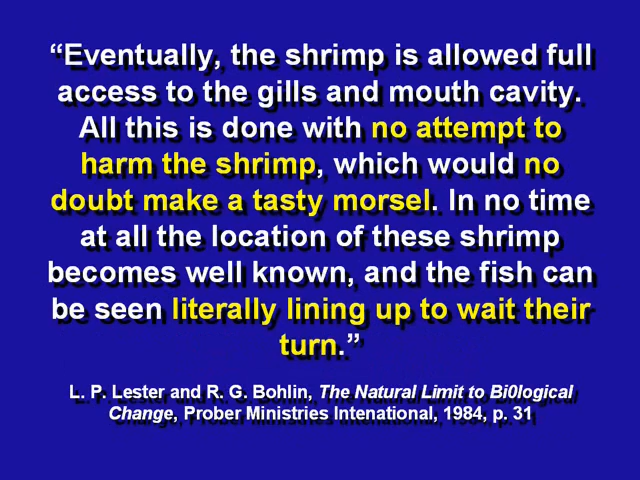 “Eventually, the shrimp is allowed full
access to the gills and mouth cavity.
All this is done with no attempt to
harm the shrimp, which would no
doubt make a tasty morsel. In no time
at all the location of these shrimp
becomes well known, and the fish can
be seen literally lining up to wait their
turn.”
L. P. Lester and R. G. Bohlin, The Natural Limit to Bi0logical
Change, Prober Ministries Intenational, 1984, p. 31